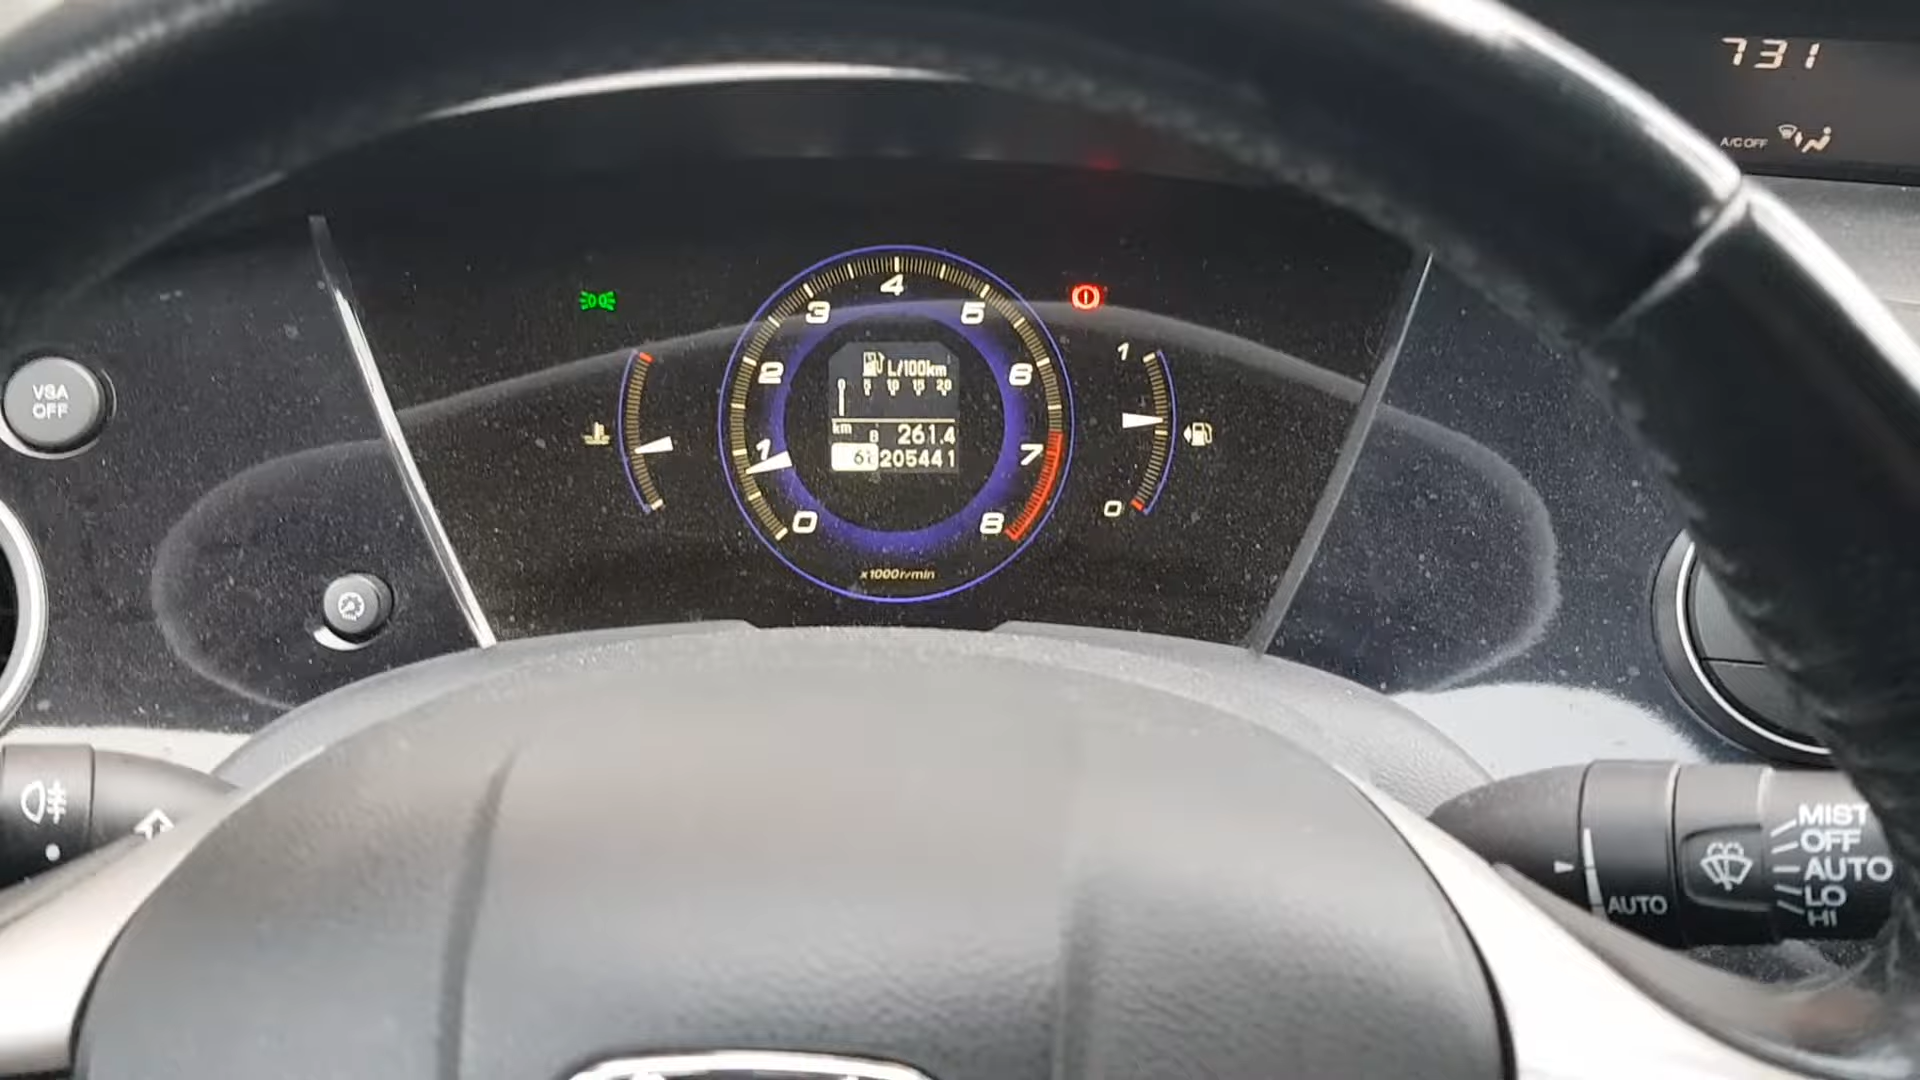 731
A/C OFF
VSA
OFF
4
3
5
2
6
1
7
0
8
x1000r/min
L/100km
0 5 10 15 20
km
B 261.4
205441
1
0
MIST
OFF
AUTO
LO
HI
AUTO